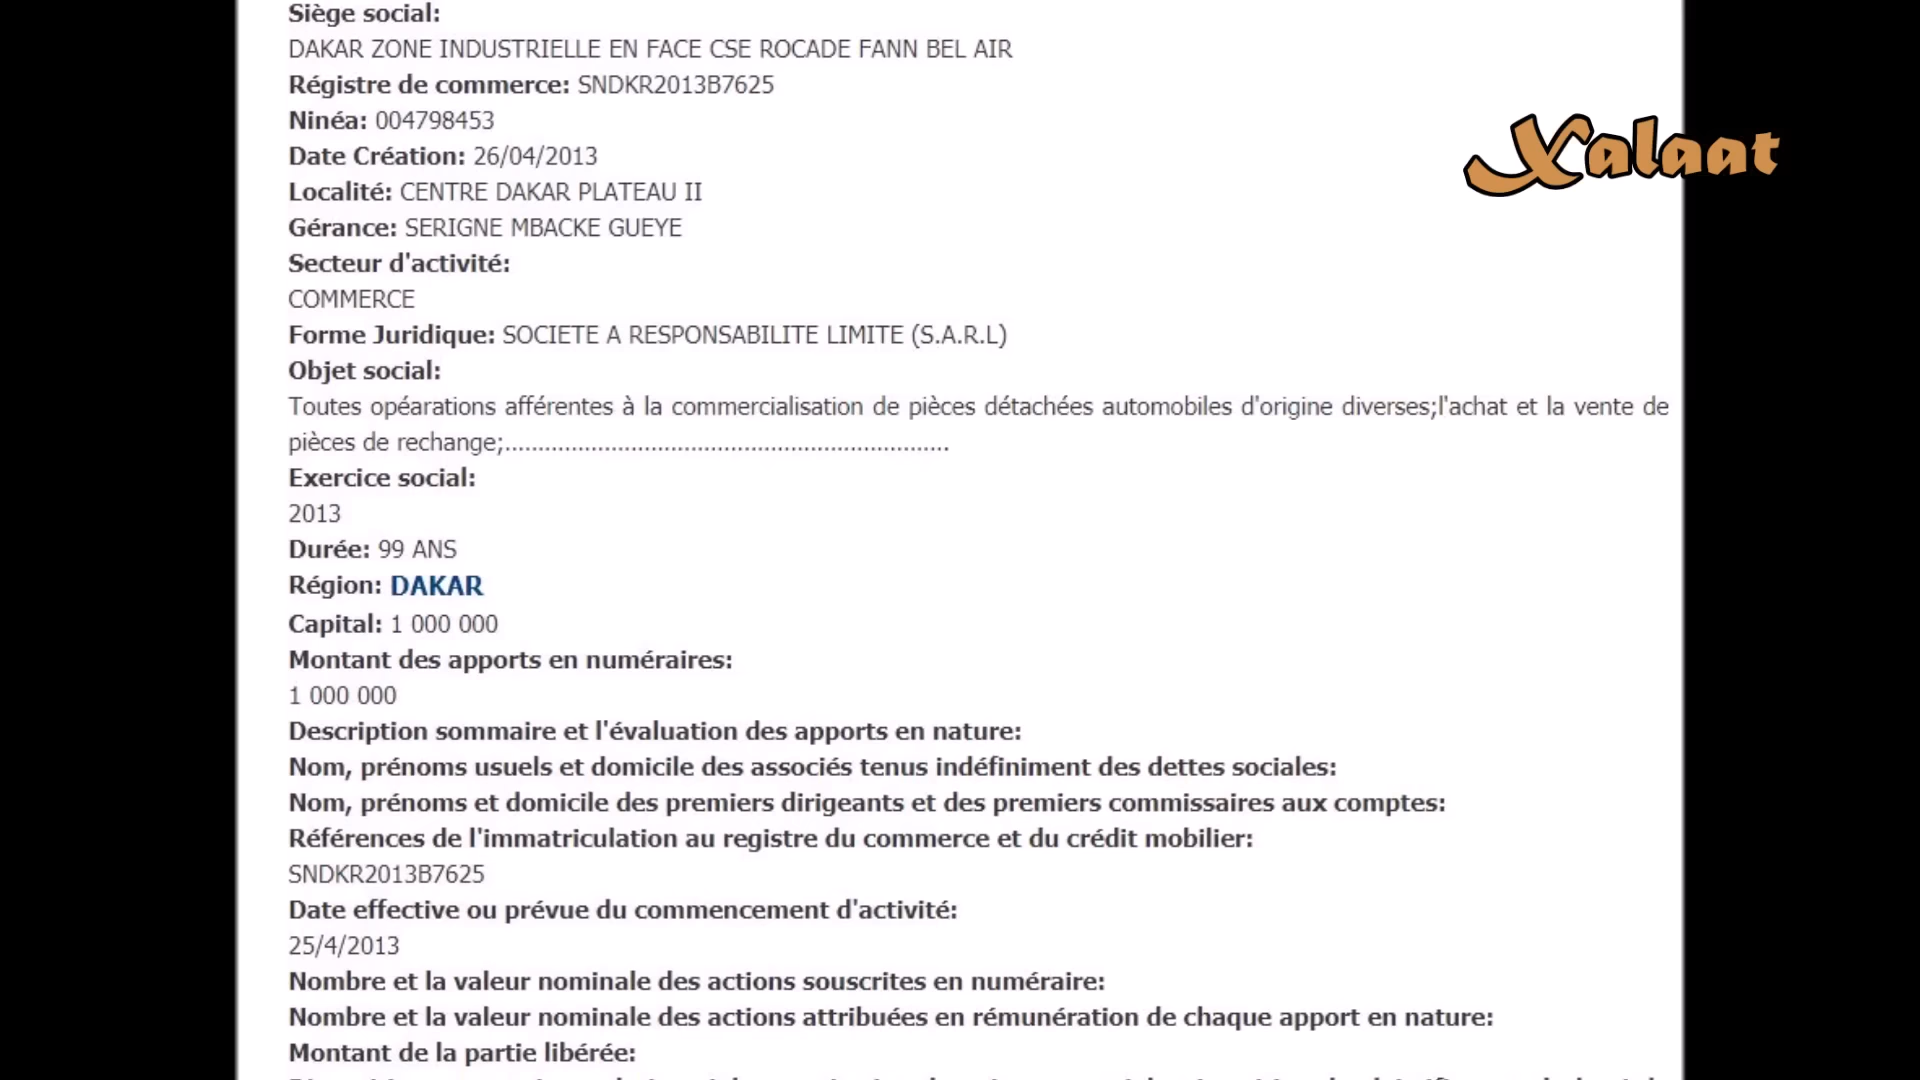 Siège social:
DAKAR ZONE INDUSTRIELLE EN FACE CSE ROCADE FANN BEL AIR
Régistre de commerce: SNDKR2013B7625
Ninéa: 004798453
Date Création: 26/04/2013
Localité: CENTRE DAKAR PLATEAU II
Gérance: SERIGNE MBACKE GUEYE
Secteur d'activité:
COMMERCE
Forme Juridique: SOCIETE A RESPONSABILITE LIMITE (S.A.R.L)
Objet social:
Toutes opéarations afférentes à la commercialisation de pièces détachées automobiles d'origine diverses;l'achat et la vente de
pièces de rechange;...................................................................
Exercice social:
2013
Durée: 99 ANS
Région: DAKAR
Capital: 1 000 000
Montant des apports en numéraires:
1 000 000
Description sommaire et l'évaluation des apports en nature:
Nom, prénoms usuels et domicile des associés tenus indéfiniment des dettes sociales:
Nom, prénoms et domicile des premiers dirigeants et des premiers commissaires aux comptes:
Références de l'immatriculation au registre du commerce et du crédit mobilier:
SNDKR2013B7625
Date effective ou prévue du commencement d'activité:
25/4/2013
Nombre et la valeur nominale des actions souscrites en numéraire:
Nombre et la valeur nominale des actions attribuées en rémunération de chaque apport en nature:
Montant de la partie libérée:
Xalaat